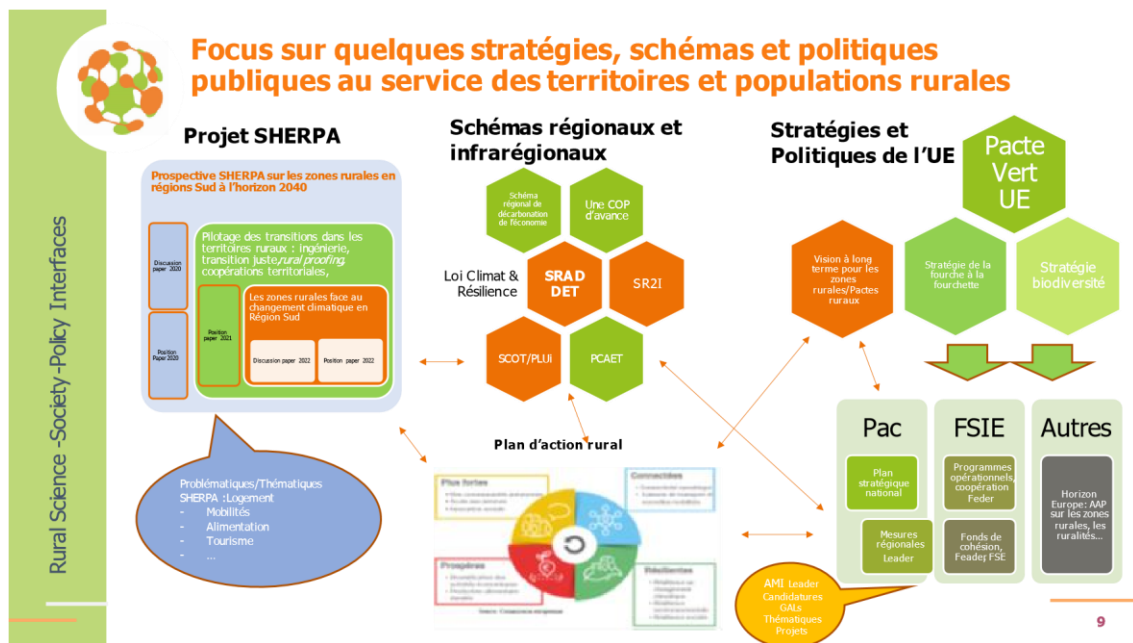 Focus sur quelques stratégies, schémas et politiques
publiques au service des territoires et populations rurales
Rural Science -Society -Policy Interfaces
Projet SHERPA
Prospective SHERPA sur les zones rurales en
régions Sud à l'horizon 2040
Discussion
paper 2020
Position
Paper 2020
Pilotage des transitions dans les
territoires ruraux : ingénierie,
transition juste,rural proofing,
coopérations territoriales,
Position
paper 2021
Les zones rurales face au
changement climatique en
Région Sud
Discussion paper 2022
Position paper 2022
Problématiques/Thématiques
SHERPA :Logement
- Mobilités
- Alimentation
- Tourisme
- ...
Schémas régionaux et
infrarégionaux
Schéma
régional de
décarbonation
de l'économie
Une COP
d'avance
Loi Climat &
Résilience
SRAD
DET
SR2I
SCOT/PLUi
PCAET
Plan d'action rural
Plus fortes
Connectées
Prospères
Résilientes
Source : Commission européenne
Stratégies et
Politiques de l'UE
Pacte
Vert
UE
Vision à long
terme pour les
zones
rurales/Pactes
ruraux
Stratégie de la
fourche à la
fourchette
Stratégie
biodiversité
Pac
Plan
stratégique
national
Mesures
régionales
Leader
FSIE
Programmes
opérationnels,
coopération
Feder
Fonds de
cohésion,
Feader, FSE
Autres
Horizon
Europe: AAP
sur les zones
rurales, les
ruralités...
AMI Leader
Candidatures
GALs
Thématiques
Projets
9